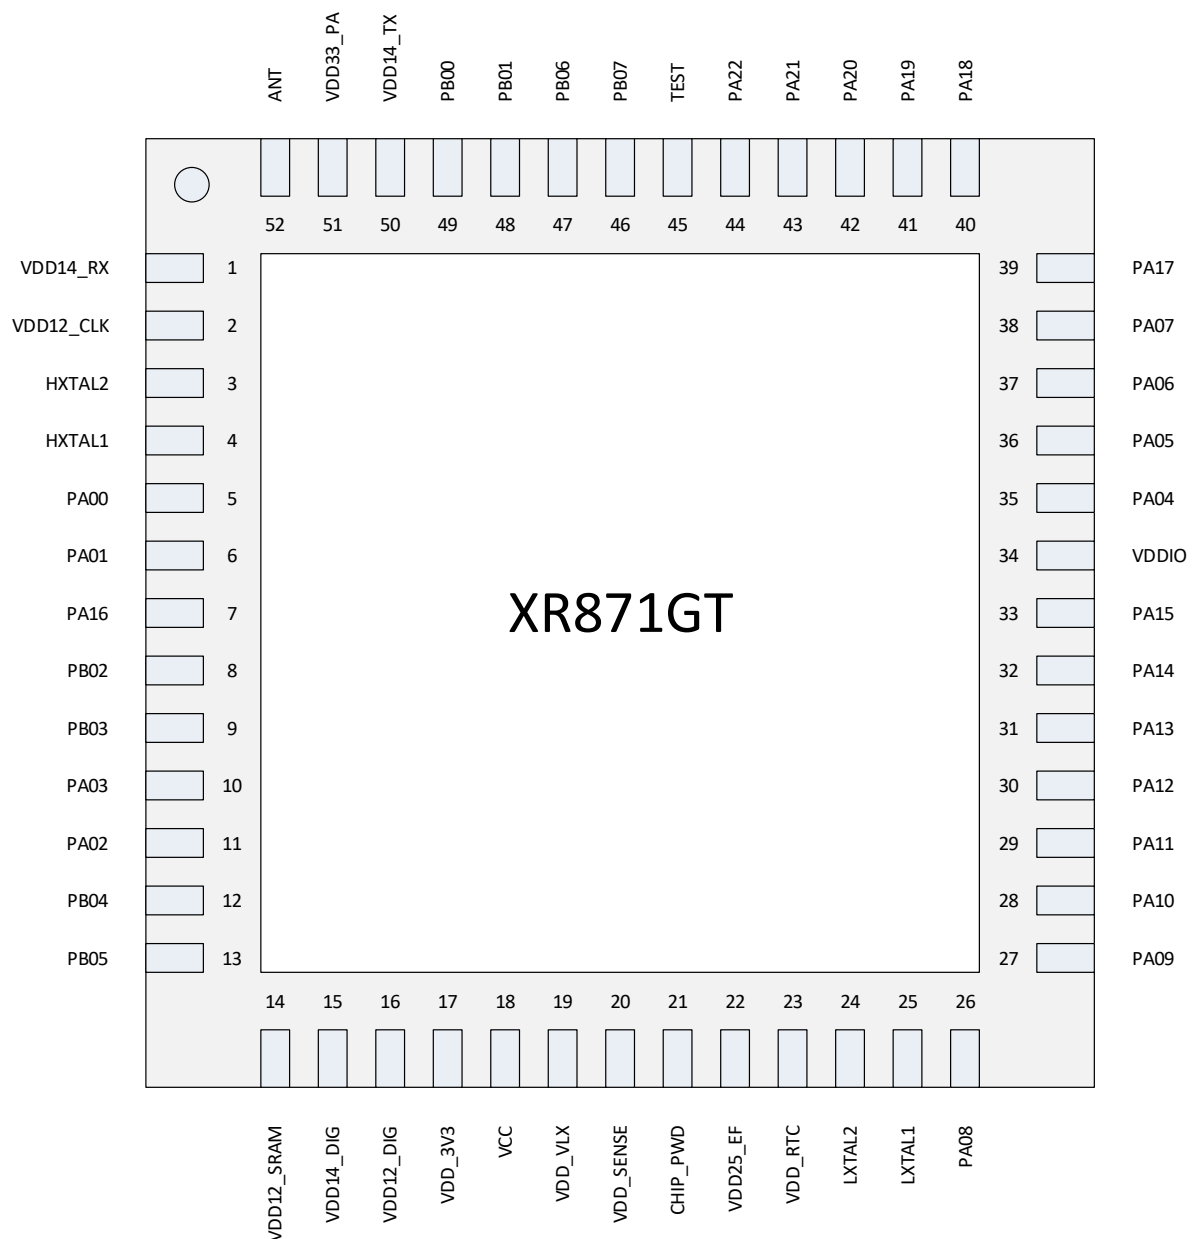 ANT VDD33_PA VDD14_TX PB00 PB01 PB06 PB07 TEST PA22 PA21 PA20 PA19 PA18
52 51 50 49 48 47 46 45 44 43 42 41 40
VDD14_RX 1 39 PA17
VDD12_CLK 2 38 PA07
HXTAL2 3 37 PA06
HXTAL1 4 36 PA05
PA00 5 35 PA04
PA01 6 34 VDDIO
XR871GT
PA16 7 33 PA15
PB02 8 32 PA14
PB03 9 31 PA13
PA03 10 30 PA12
PA02 11 29 PA11
PB04 12 28 PA10
PB05 13 27 PA09
14 15 16 17 18 19 20 21 22 23 24 25 26
VDD12_SRAM VDD14_DIG VDD12_DIG VDD_3V3 VCC VDD_VLX VDD_SENSE CHIP_PWD VDD25_EF VDD_RTC LXTAL2 LXTAL1 PA08